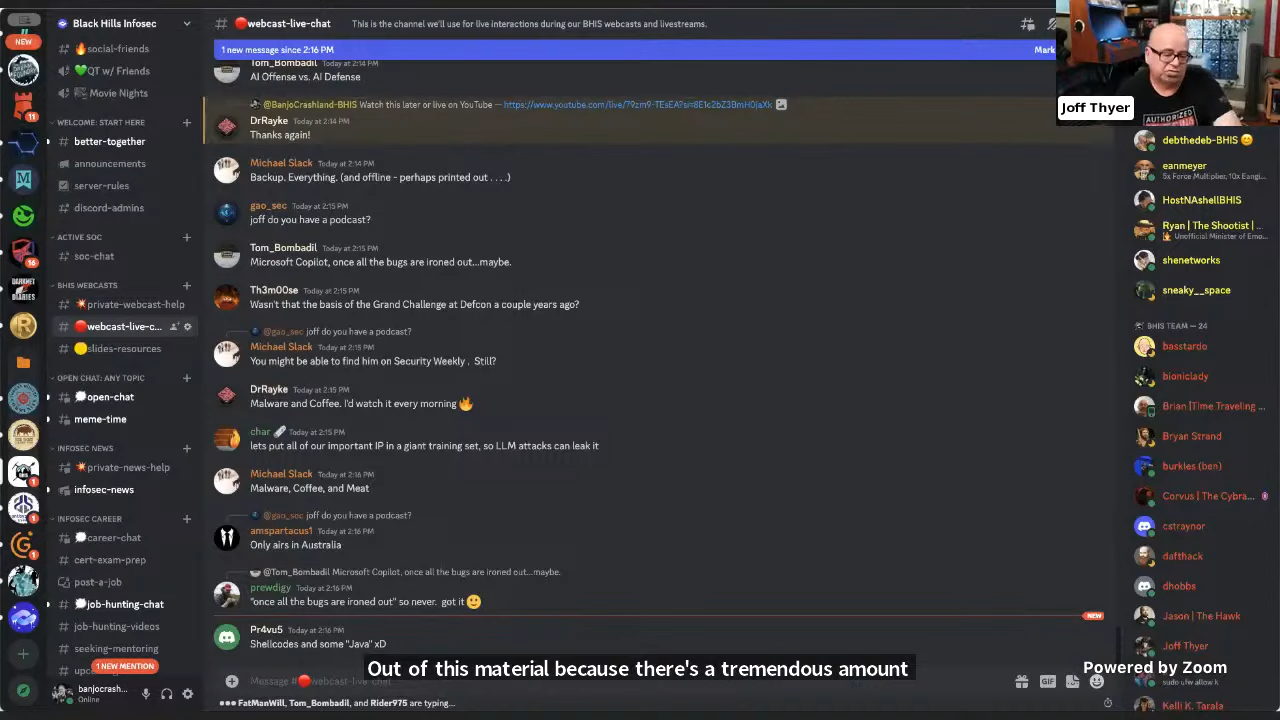 Black Hills Infosec
# 🔴webcast-live-chat
This is the channel we'll use for live interactions during our BHIS webcasts and livestreams.
NEW
🔥social-friends
💚QT w/ Friends
🍿Movie Nights
WELCOME: START HERE
better-together
announcements
server-rules
discord-admins
ACTIVE SOC
soc-chat
BHIS WEBCASTS
💥private-webcast-help
🔴webcast-live-c...
🟡slides-resources
OPEN CHAT: ANY TOPIC
💭open-chat
meme-time
INFOSEC NEWS
💥private-news-help
infosec-news
INFOSEC CAREER
💭career-chat
cert-exam-prep
post-a-job
💭job-hunting-chat
job-hunting-videos
seeking-mentoring
1 NEW MENTION
banjocrash...
Online
11
16
1
1
1
DARKNET
DIARIES
1 new message since 2:16 PM
Mark
Tom_Bombadil Today at 2:14 PM
AI Offense vs. AI Defense
@BanjoCrashland-BHIS Watch this later or live on YouTube — https://www.youtube.com/live/79zm9-TEsEA?si=8E1c2bZ3BmH0jaXk
DrRayke Today at 2:14 PM
Thanks again!
Michael Slack Today at 2:14 PM
Backup. Everything. (and offline - perhaps printed out . . . .)
gao_sec Today at 2:15 PM
joff do you have a podcast?
Tom_Bombadil Today at 2:15 PM
Microsoft Copilot, once all the bugs are ironed out...maybe.
Th3m00se Today at 2:15 PM
Wasn't that the basis of the Grand Challenge at Defcon a couple years ago?
@gao_sec joff do you have a podcast?
Michael Slack Today at 2:15 PM
You might be able to find him on Security Weekly . Still?
DrRayke Today at 2:15 PM
Malware and Coffee. I'd watch it every morning 🔥
char Today at 2:15 PM
lets put all of our important IP in a giant training set, so LLM attacks can leak it
Michael Slack Today at 2:16 PM
Malware, Coffee, and Meat
@gao_sec joff do you have a podcast?
amspartacus1 Today at 2:16 PM
Only airs in Australia
@Tom_Bombadil Microsoft Copilot, once all the bugs are ironed out...maybe.
prewdigy Today at 2:16 PM
"once all the bugs are ironed out" so never. got it 🙂
NEW
Pr4vu5 Today at 2:16 PM
Shellcodes and some "Java" xD
Out of this material because there's a tremendous amount
Message #🔴webcast-live-chat
GIF
FatManWill, Tom_Bombadil, and Rider975 are typing...
Joff Thyer
AUTHORIZED
debthedeb-BHIS 😊
eanmeyer
5x Force Multiplier, 10x Eangi...
HostNAshellBHIS
Ryan | The Shootist | ...
Unofficial Minister of Emo...
shenetworks
sneaky__space
BHIS TEAM — 24
basstardo
bioniclady
Brian |Time Traveling ...
Bryan Strand
burkles (ben)
Corvus | The Cybra...
cstraynor
dafthack
dhobbs
Jason | The Hawk
Joff Thyer
Powered by Zoom
sudo ufw allow k
Kelli K. Tarala